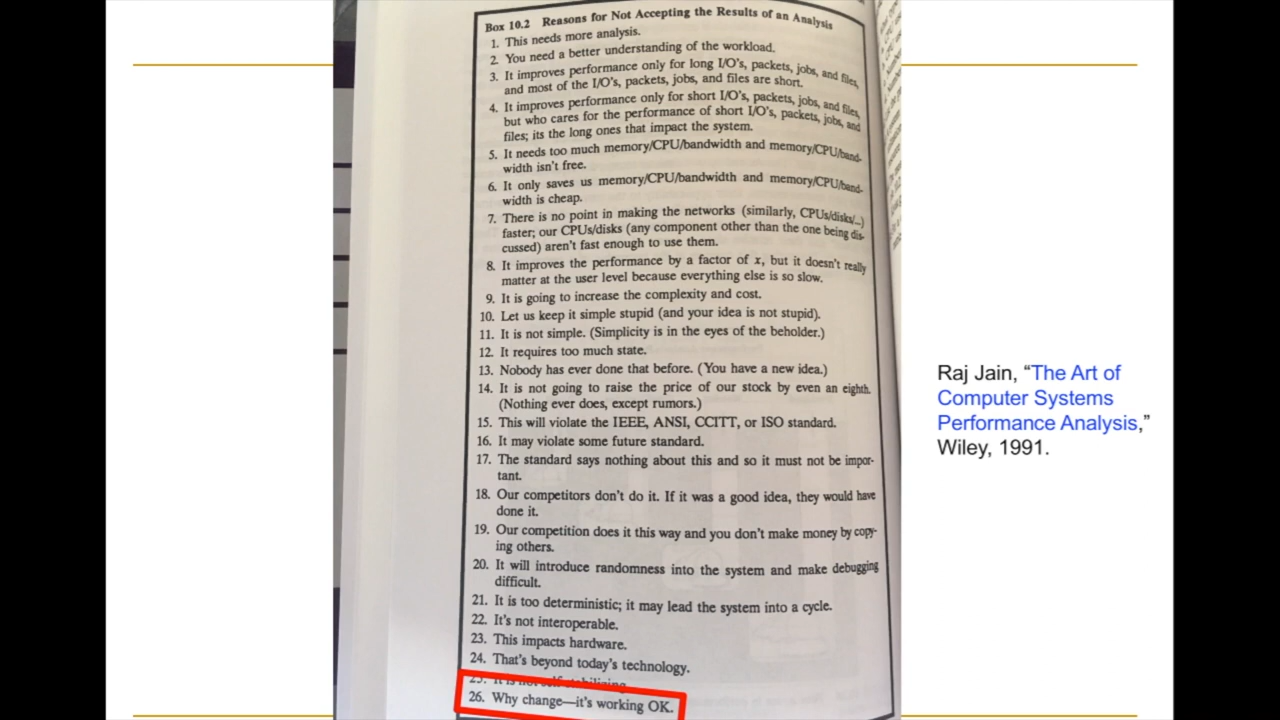 Box 10.2 Reasons for Not Accepting the Results of an Analysis
1. This needs more analysis.
2. You need a better understanding of the workload.
3. It improves performance only for long I/O's, packets, jobs, and files,
and most of the I/O's, packets, jobs, and files are short.
4. It improves performance only for short I/O's, packets, jobs, and files,
but who cares for the performance of short I/O's, packets, jobs, and
files; its the long ones that impact the system.
5. It needs too much memory/CPU/bandwidth and memory/CPU/band-
width isn't free.
6. It only saves us memory/CPU/bandwidth and memory/CPU/band-
width is cheap.
7. There is no point in making the networks (similarly, CPUs/disks/...)
faster; our CPUs/disks (any component other than the one being dis-
cussed) aren't fast enough to use them.
8. It improves the performance by a factor of x, but it doesn't really
matter at the user level because everything else is so slow.
9. It is going to increase the complexity and cost.
10. Let us keep it simple stupid (and your idea is not stupid).
11. It is not simple. (Simplicity is in the eyes of the beholder.)
12. It requires too much state.
13. Nobody has ever done that before. (You have a new idea.)
14. It is not going to raise the price of our stock by even an eighth.
(Nothing ever does, except rumors.)
15. This will violate the IEEE, ANSI, CCITT, or ISO standard.
16. It may violate some future standard.
17. The standard says nothing about this and so it must not be impor-
tant.
18. Our competitors don't do it. If it was a good idea, they would have
done it.
19. Our competition does it this way and you don't make money by copy-
ing others.
20. It will introduce randomness into the system and make debugging
difficult.
21. It is too deterministic; it may lead the system into a cycle.
22. It's not interoperable.
23. This impacts hardware.
24. That's beyond today's technology.
25. It is not self-stabilizing
26. Why change—it's working OK.
Raj Jain, “The Art of
Computer Systems
Performance Analysis,”
Wiley, 1991.